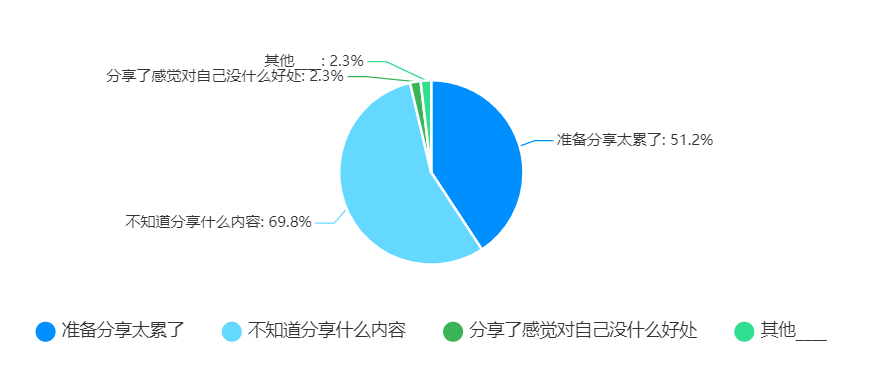 其他____: 2.3%
分享了感觉对自己没什么好处: 2.3%
准备分享太累了: 51.2%
不知道分享什么内容: 69.8%
准备分享太累了 不知道分享什么内容 分享了感觉对自己没什么好处 其他____